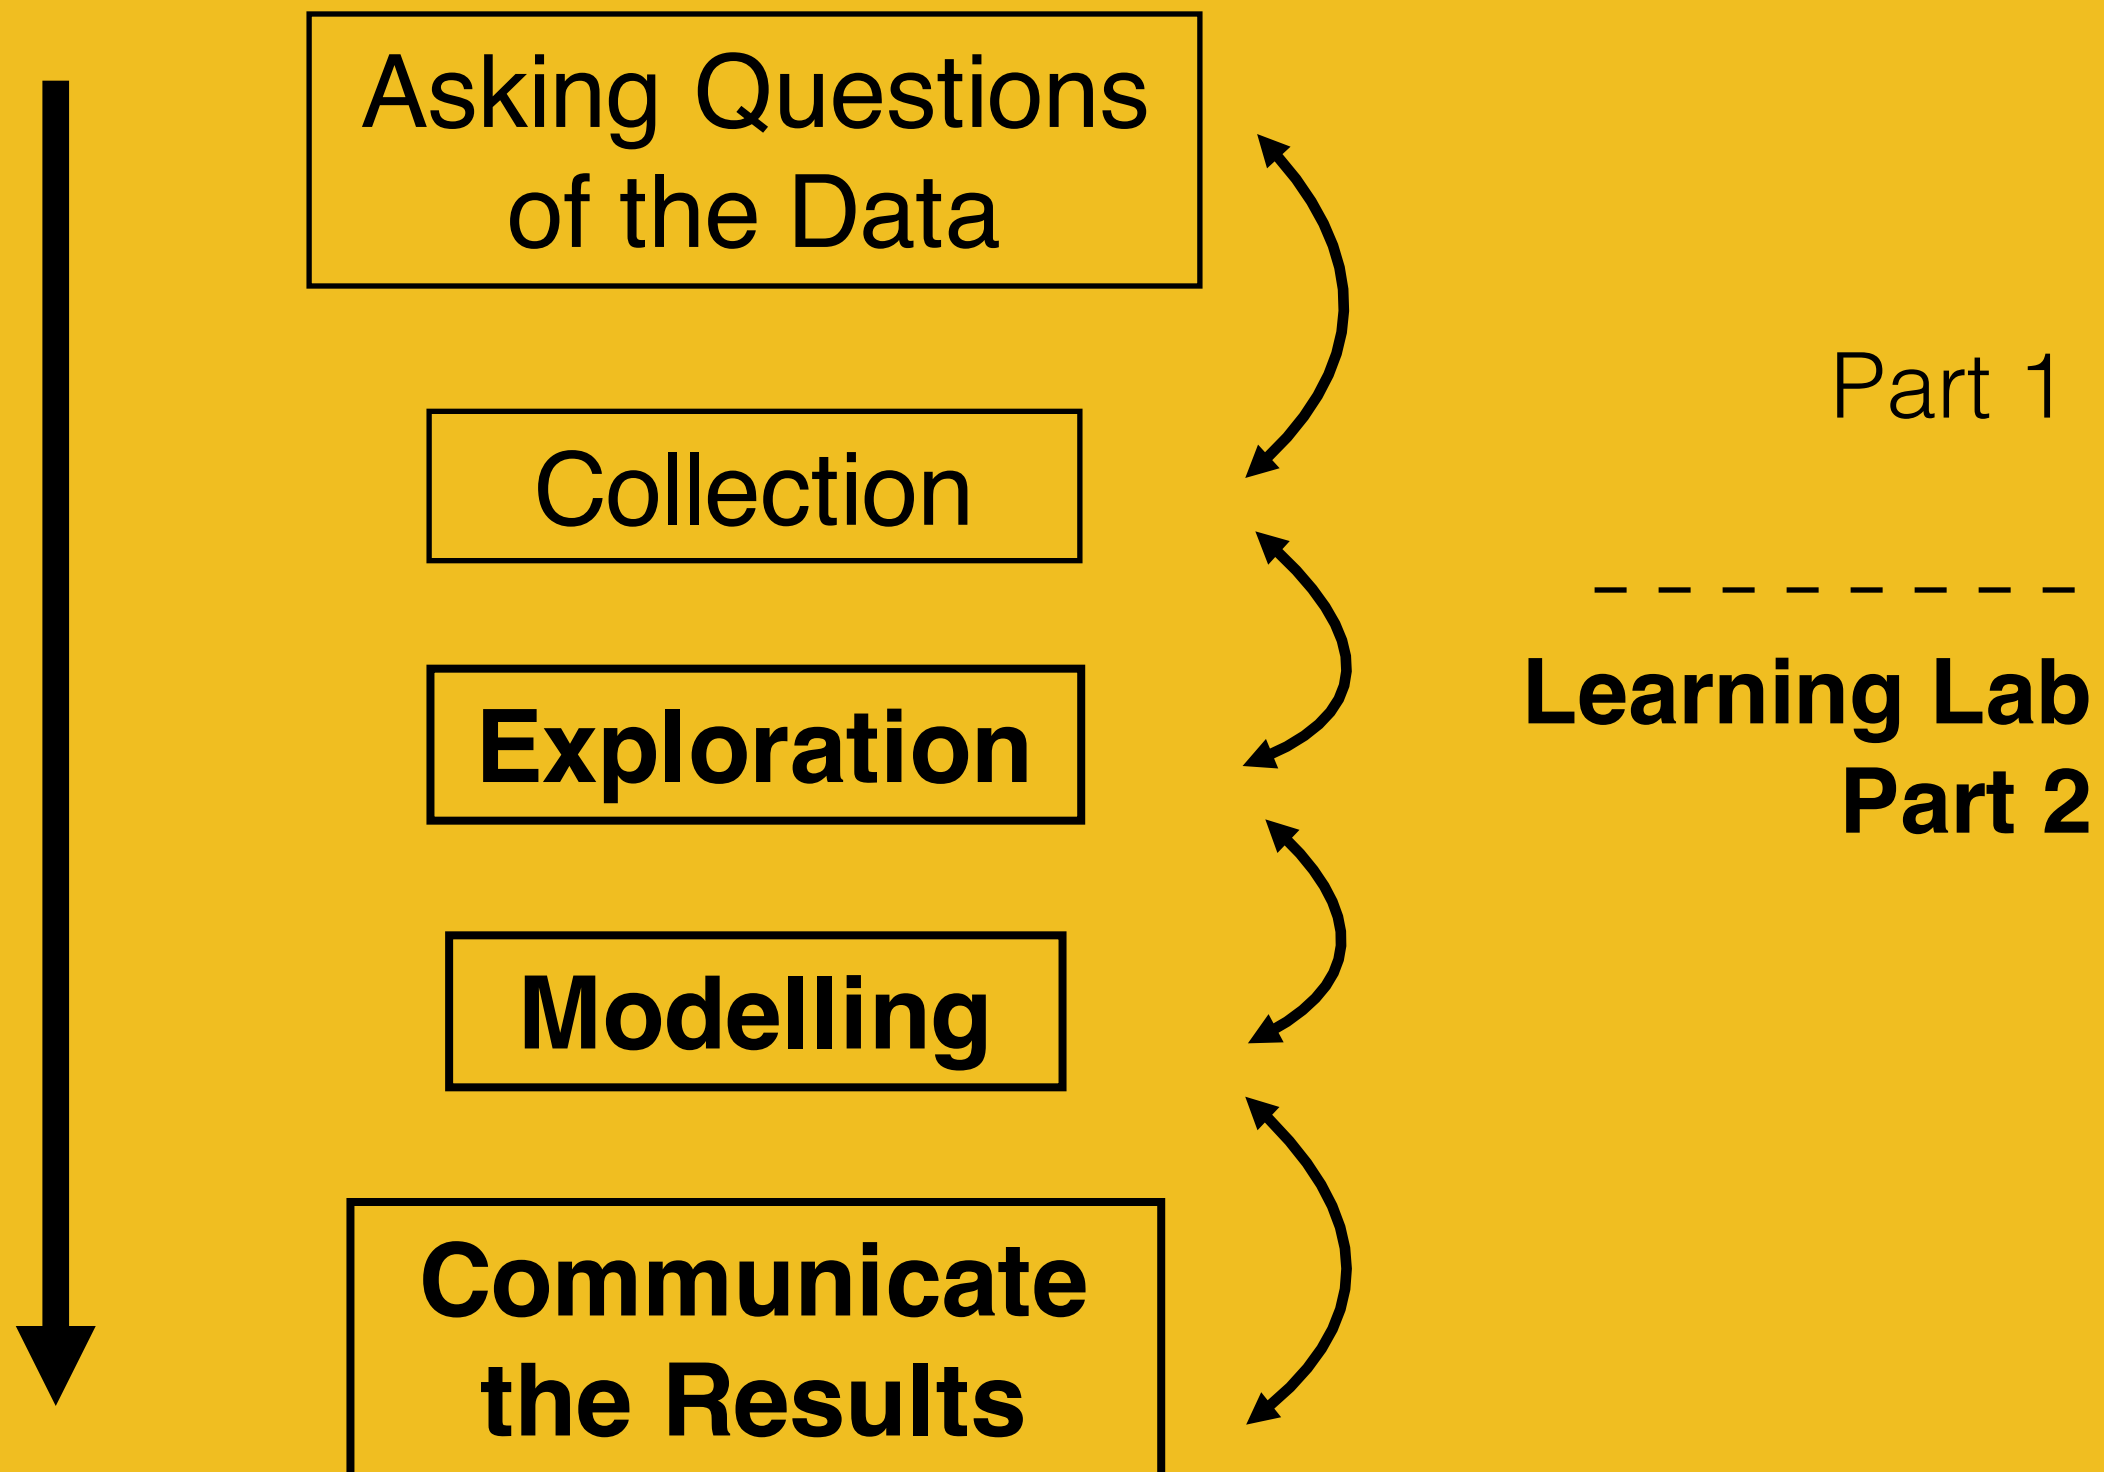 Asking Questions
of the Data
Collection
Exploration
Modelling
Communicate
the Results
Part 1
Learning Lab
Part 2